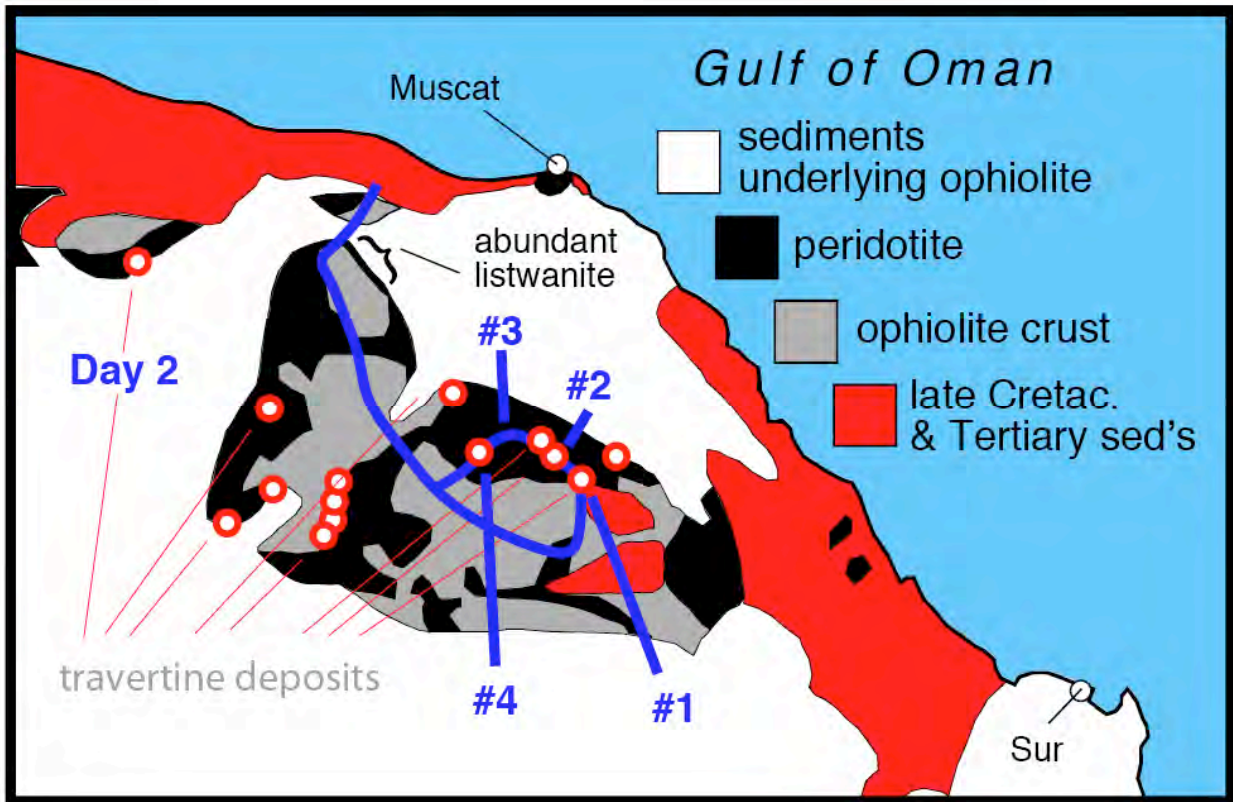 Gulf of Oman
Muscat
sediments
underlying ophiolite
abundant
listwanite
peridotite
#3
ophiolite crust
Day 2
#2
late Cretac.
& Tertiary sed's
travertine deposits
#4
#1
Sur